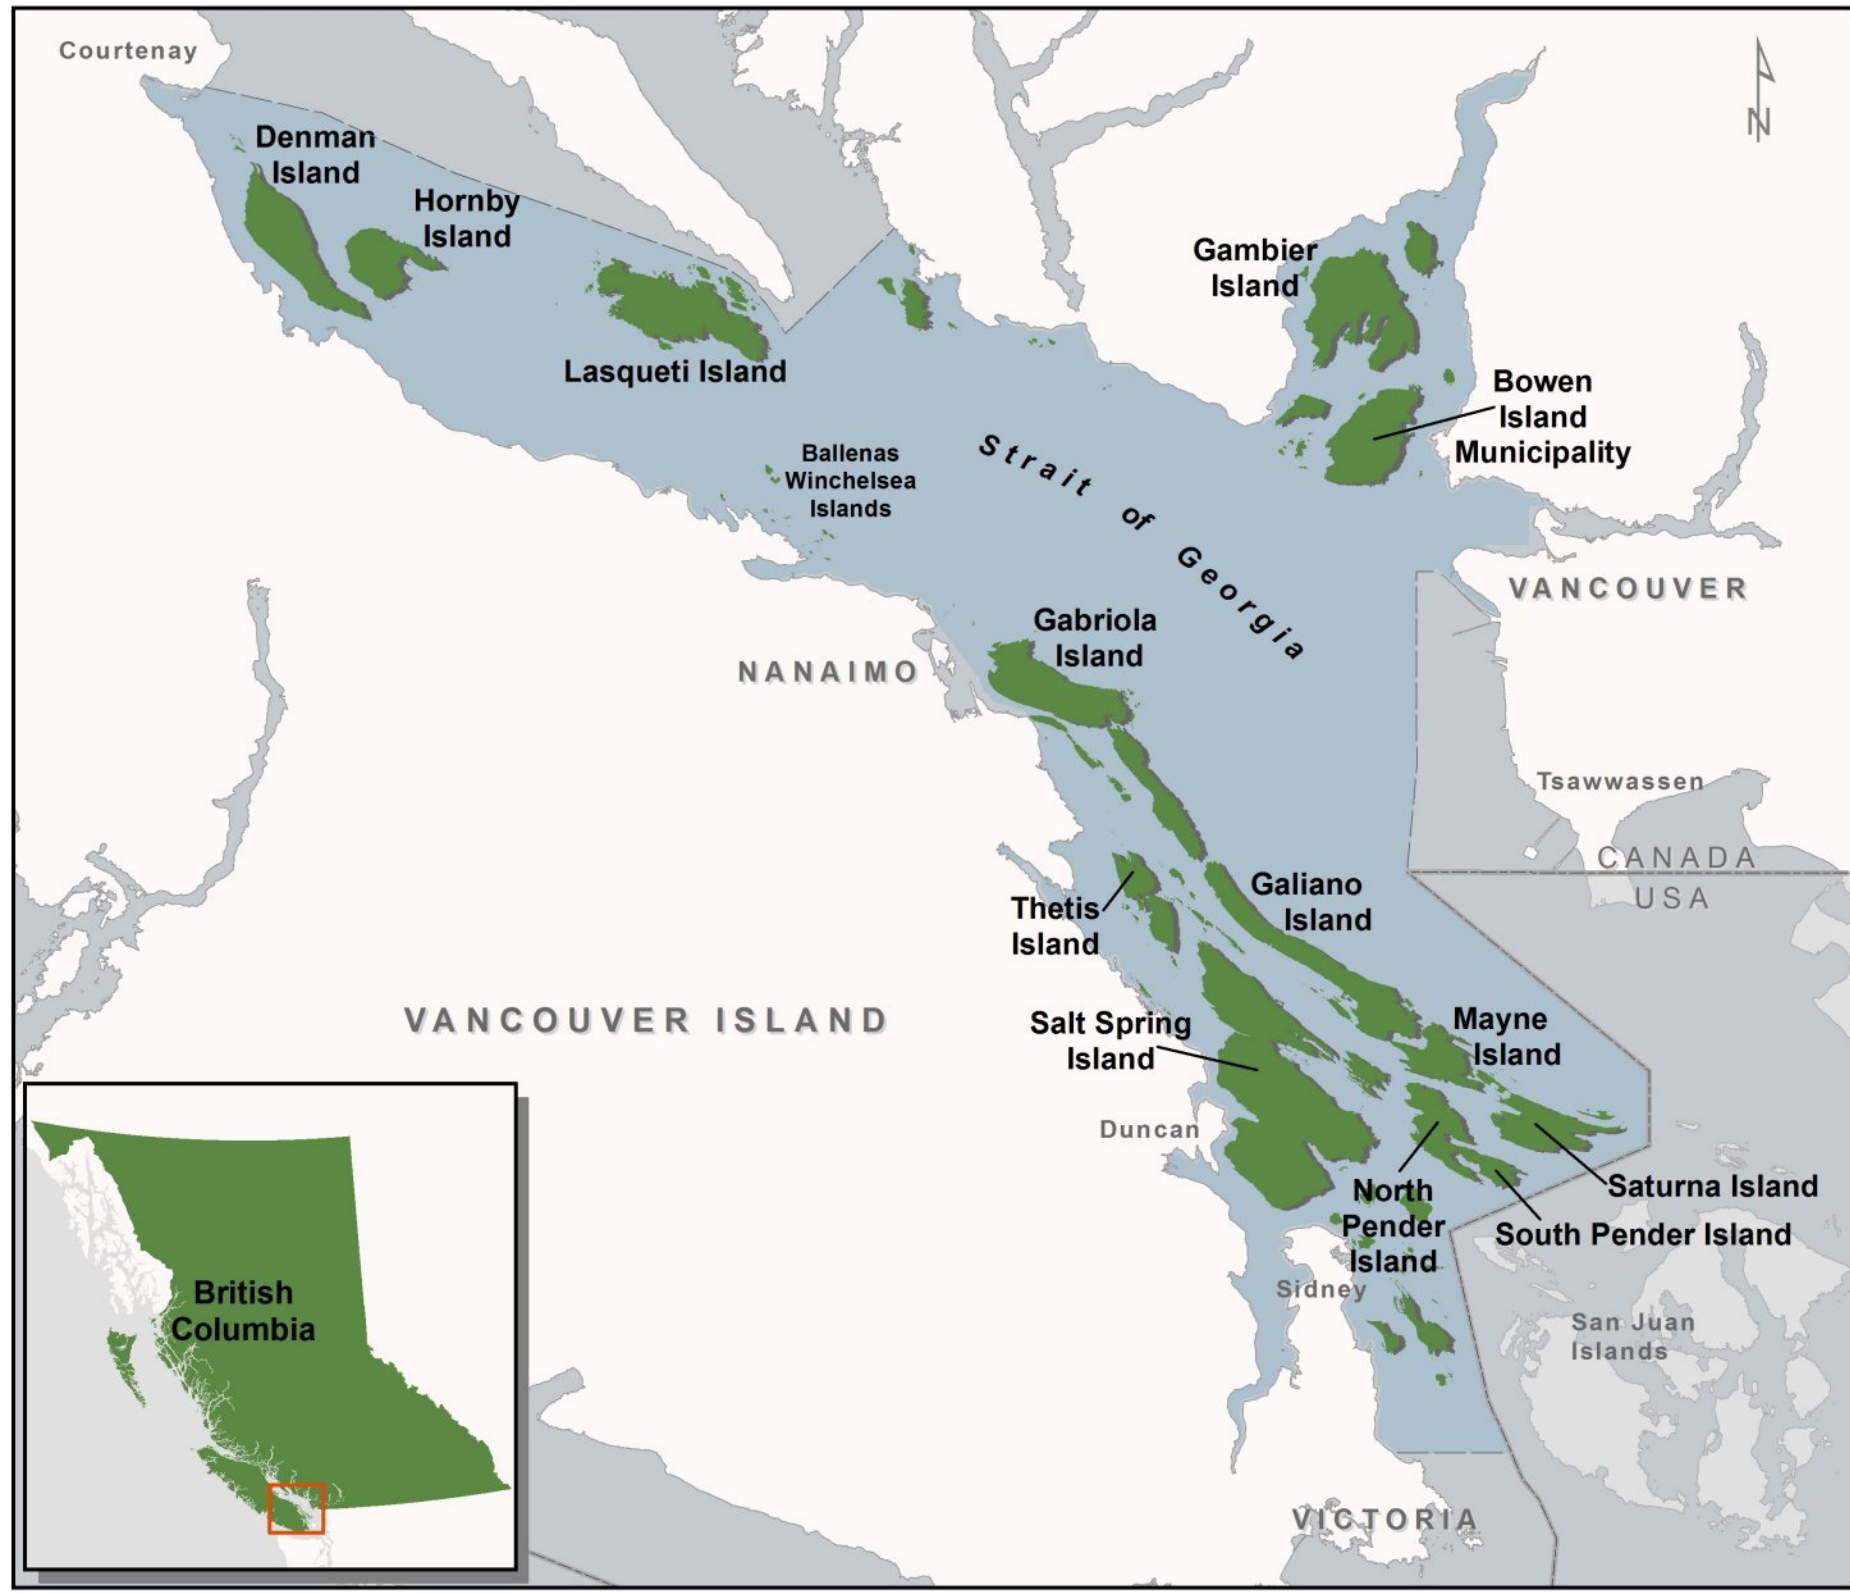 Courtenay
Denman
Island
Hornby
Island
Lasqueti Island
Gambier
Island
N
Bowen
Island
Municipality
Ballenas
Winchelsea
Islands
Strait of Georgia
VANCOUVER
Gabriola
Island
NANAIMO
Tsawwassen
CANADA
USA
Thetis
Island
Galiano
Island
VANCOUVER ISLAND
Salt Spring
Island
Mayne
Island
Duncan
North
Pender
Island
Saturna Island
South Pender Island
Sidney
San Juan
Islands
British
Columbia
VICTORIA